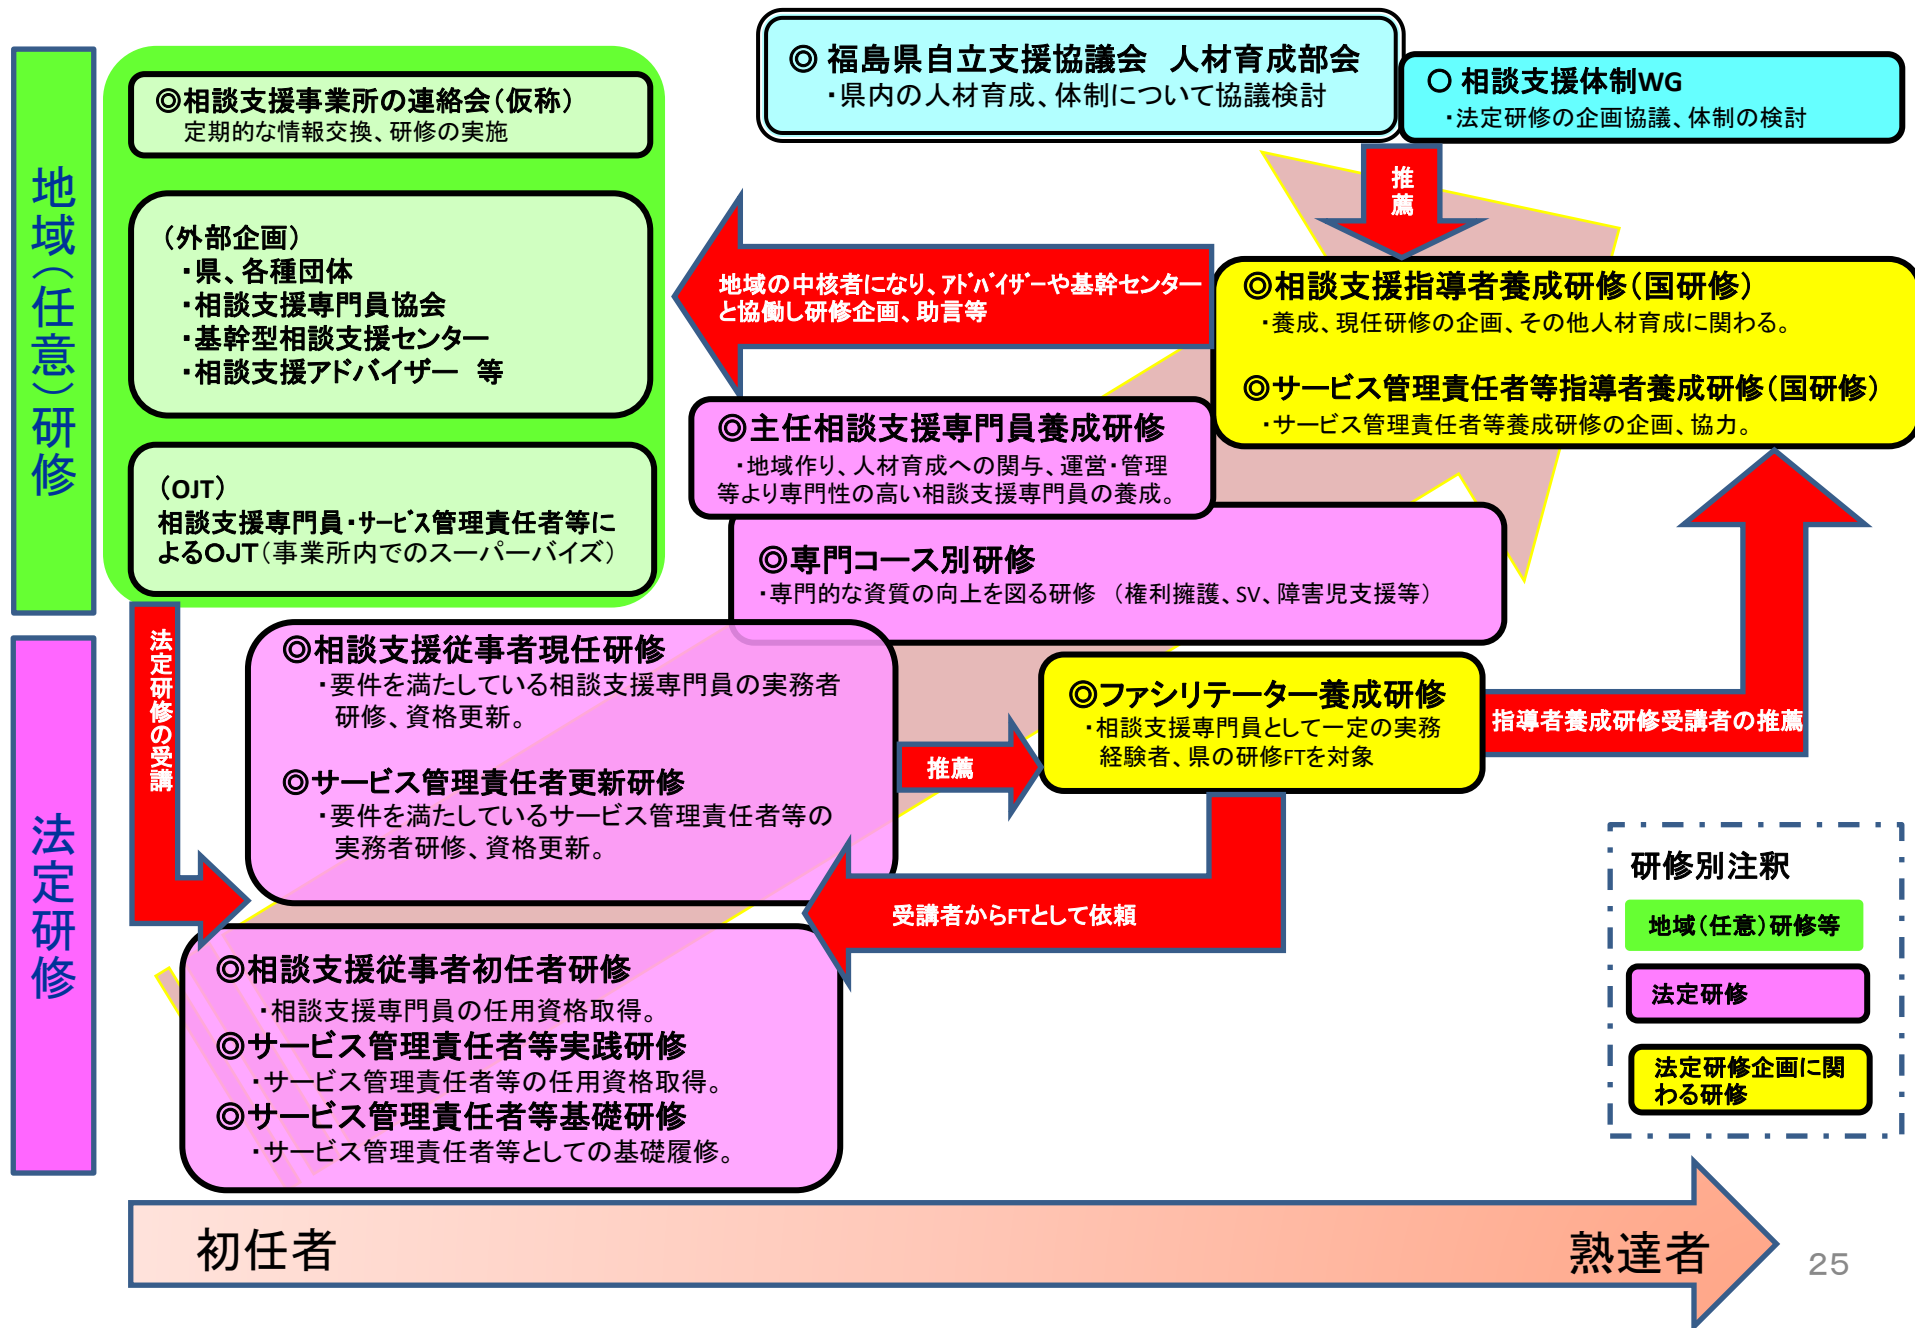 地域（任意）研修
◎相談支援事業所の連絡会（仮称）
定期的な情報交換、研修の実施
（外部企画）
・県、各種団体
・相談支援専門員協会
・基幹型相談支援センター
・相談支援アドバイザー　等
（OJT）
相談支援専門員・ｻｰﾋﾞｽ管理責任者等に
よるOJT（事業所内でのスーパーバイズ）
◎ 福島県自立支援協議会　人材育成部会
・県内の人材育成、体制について協議検討
○ 相談支援体制WG
・法定研修の企画協議、体制の検討
推薦
地域の中核者になり、ｱﾄﾞﾊﾞｲｻﾞｰや基幹センター
と協働し研修企画、助言等
◎相談支援指導者養成研修（国研修）
・養成、現任研修の企画、その他人材育成に関わる。
◎サービス管理責任者等指導者養成研修（国研修）
・サービス管理責任者等養成研修の企画、協力。
◎主任相談支援専門員養成研修
・地域作り、人材育成への関与、運営・管理
等より専門性の高い相談支援専門員の養成。
◎専門コース別研修
・専門的な資質の向上を図る研修　（権利擁護、SV、障害児支援等）
法定研修
法定研修の受講
◎相談支援従事者現任研修
・要件を満たしている相談支援専門員の実務者
研修、資格更新。
◎サービス管理責任者更新研修
・要件を満たしているサービス管理責任者等の
実務者研修、資格更新。
推薦
◎ファシリテーター養成研修
・相談支援専門員として一定の実務
経験者、県の研修FTを対象
指導者養成研修受講者の推薦
受講者からFTとして依頼
◎相談支援従事者初任者研修
・相談支援専門員の任用資格取得。
◎サービス管理責任者等実践研修
・サービス管理責任者等の任用資格取得。
◎サービス管理責任者等基礎研修
・サービス管理責任者等としての基礎履修。
研修別注釈
地域（任意）研修等
法定研修
法定研修企画に関
わる研修
初任者
熟達者
25